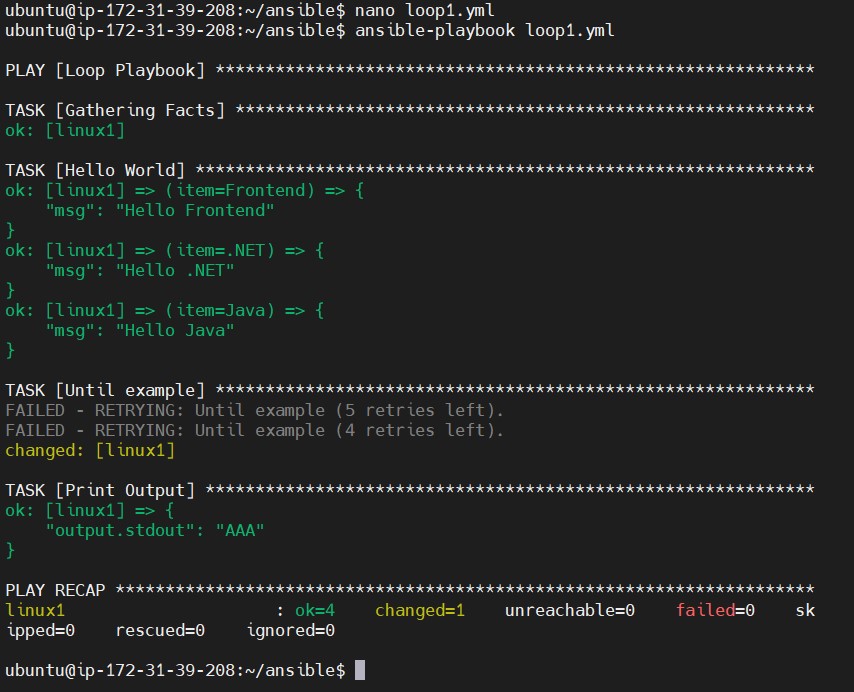 ubuntu@ip-172-31-39-208:~/ansible$ nano loop1.yml
ubuntu@ip-172-31-39-208:~/ansible$ ansible-playbook loop1.yml
PLAY [Loop Playbook] ************************************************************
TASK [Gathering Facts] **********************************************************
ok: [linux1]
TASK [Hello World] **************************************************************
ok: [linux1] => (item=Frontend) => {
    "msg": "Hello Frontend"
}
ok: [linux1] => (item=.NET) => {
    "msg": "Hello .NET"
}
ok: [linux1] => (item=Java) => {
    "msg": "Hello Java"
}
TASK [Until example] ************************************************************
FAILED - RETRYING: Until example (5 retries left).
FAILED - RETRYING: Until example (4 retries left).
changed: [linux1]
TASK [Print Output] *************************************************************
ok: [linux1] => {
    "output.stdout": "AAA"
}
PLAY RECAP **********************************************************************
linux1                     : ok=4    changed=1    unreachable=0    failed=0    sk
ipped=0    rescued=0    ignored=0
ubuntu@ip-172-31-39-208:~/ansible$